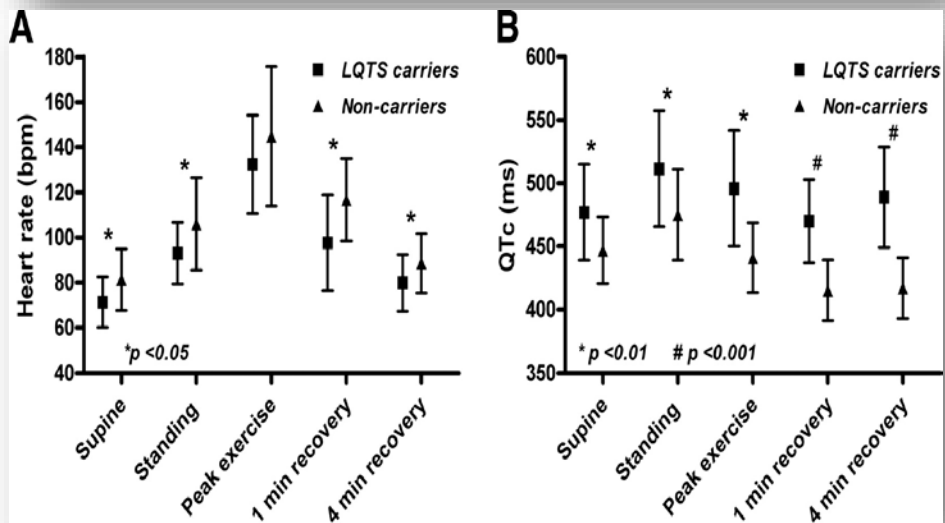 A
180
160
140
120
100
80
60
40
Heart rate (bpm)
LQTS carriers
Non-carriers
*
*
*
*
*p <0.05
Supine
Standing
Peak exercise
1 min recovery
4 min recovery
B
600
550
500
450
400
350
QTc (ms)
LQTS carriers
Non-carriers
*
*
*
#
#
* p <0.01 # p <0.001
Supine
Standing
Peak exercise
1 min recovery
4 min recovery